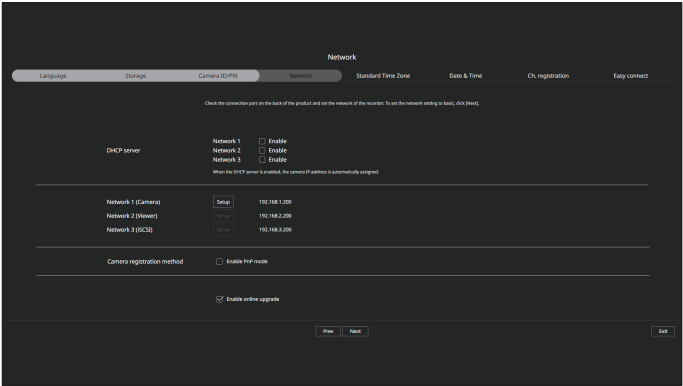 Network
Language Storage Camera ID/PW Network Standard Time Zone Date & Time Ch. registration Easy connect
Check the connection port on the back of the product and set the network of the recorder. To set the network setting to basic, click [Next].
DHCP server
Network 1 Enable
Network 2 Enable
Network 3 Enable
When the DHCP server is enabled, the camera IP address is automatically assigned.
Network 1 (Camera) Setup 192.168.1.200
Network 2 (Viewer) Setup 192.168.2.200
Network 3 (iSCSI) Setup 192.168.3.200
Camera registration method Enable PnP mode
Enable online upgrade
Prev Next Exit